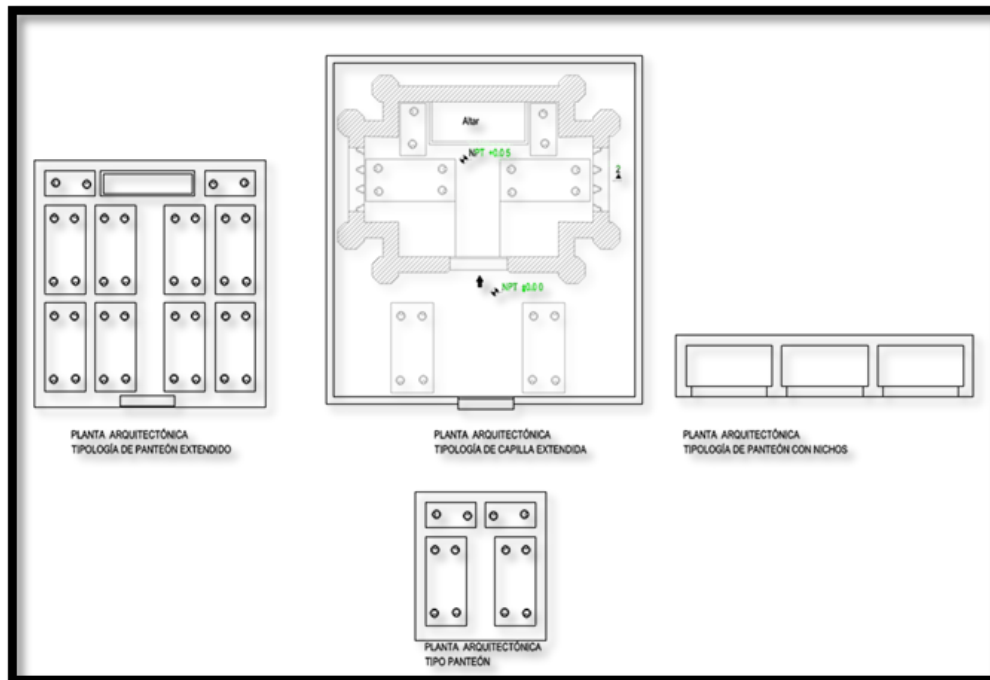 Altar
NPT +0.05
2
NPT ±0.00
PLANTA ARQUITECTÓNICA
TIPOLOGÍA DE PANTEÓN EXTENDIDO
PLANTA ARQUITECTÓNICA
TIPOLOGÍA DE CAPILLA EXTENDIDA
PLANTA ARQUITECTÓNICA
TIPOLOGÍA DE PANTEÓN CON NICHOS
PLANTA ARQUITECTÓNICA
TIPO PANTEÓN